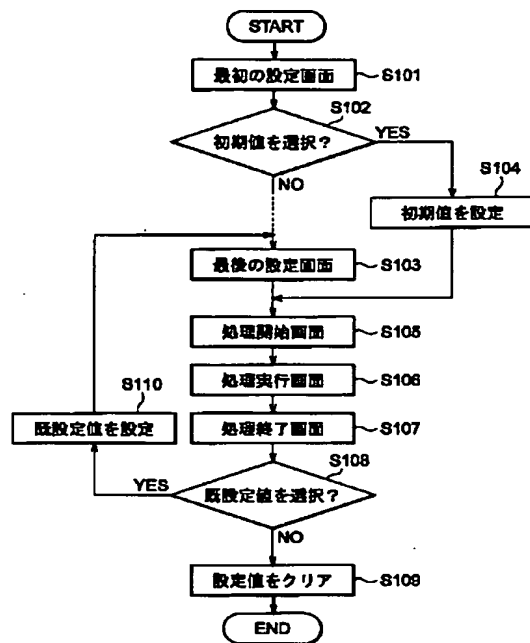 START
最初の設定画面
S101
S102
初期値を選択？
YES
NO
S104
初期値を設定
最後の設定画面
S103
処理開始画面
S105
処理実行画面
S106
S110
既設定値を設定
処理終了画面
S107
S108
既設定値を選択？
YES
NO
設定値をクリア
S109
END